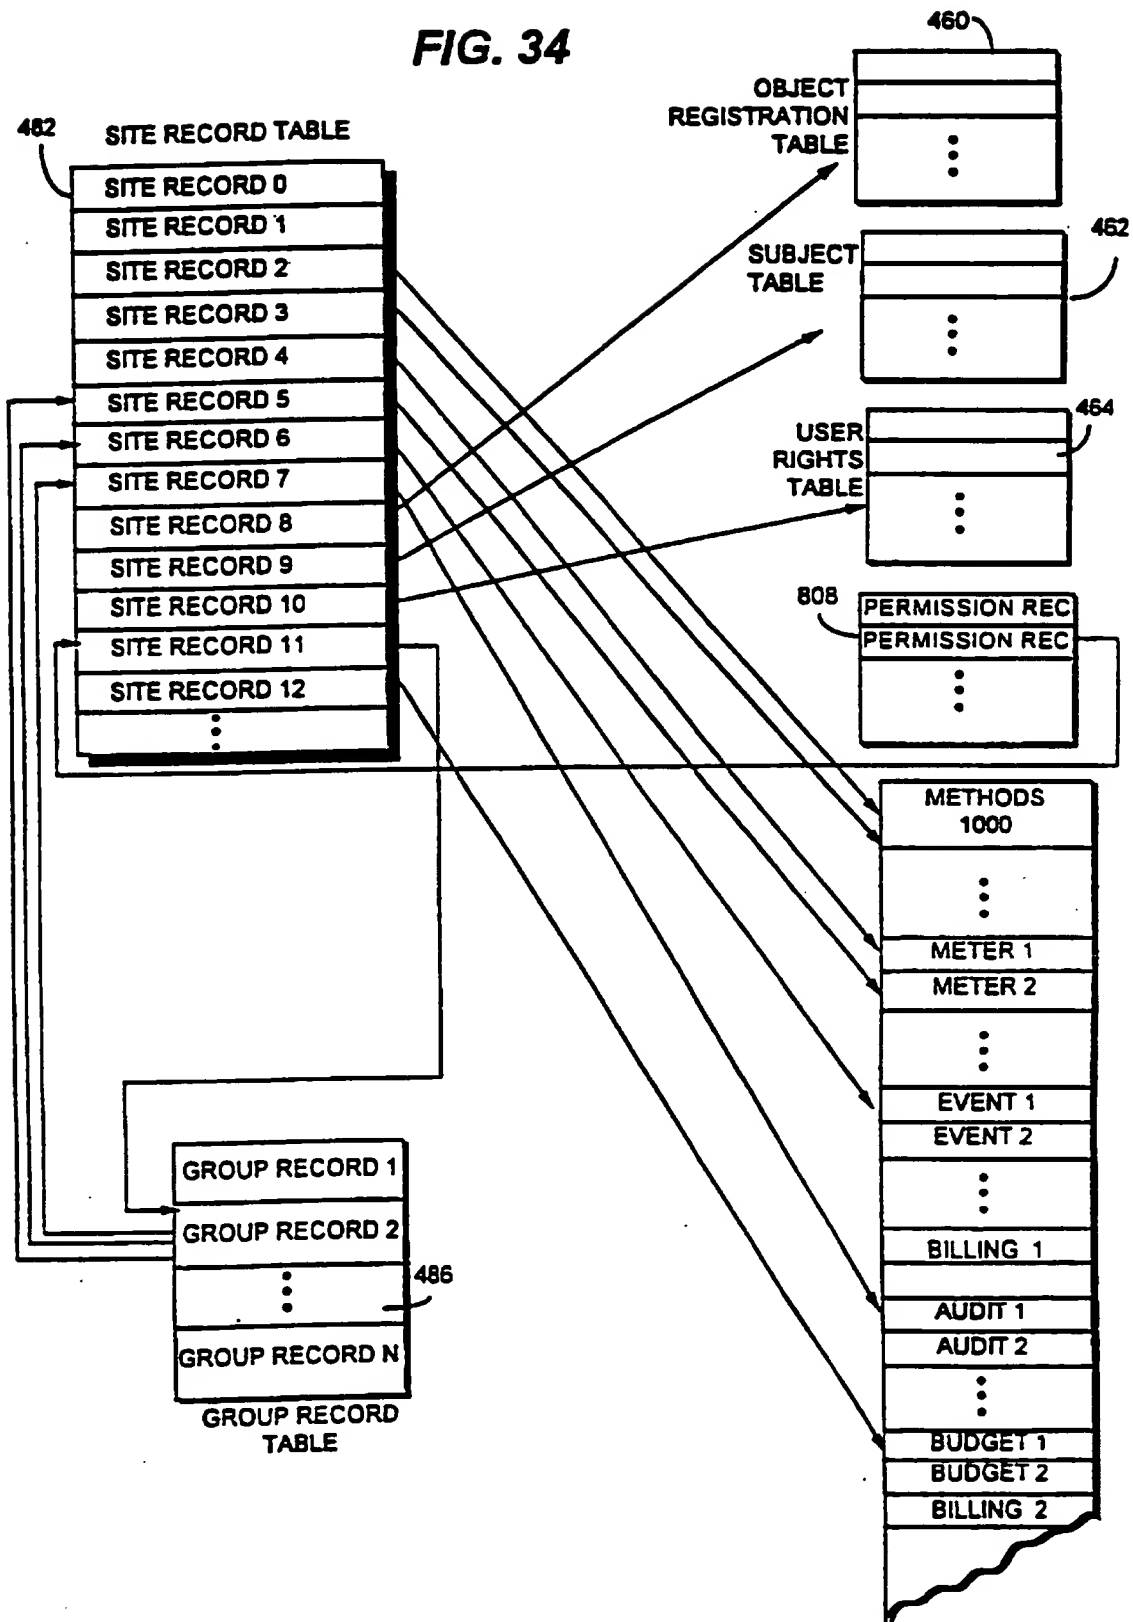 FIG. 34
460
OBJECT
REGISTRATION
TABLE
482
SITE RECORD TABLE
SITE RECORD 0
SITE RECORD 1
SITE RECORD 2
SITE RECORD 3
SITE RECORD 4
SITE RECORD 5
SITE RECORD 6
SITE RECORD 7
SITE RECORD 8
SITE RECORD 9
SITE RECORD 10
SITE RECORD 11
SITE RECORD 12
462
SUBJECT
TABLE
464
USER
RIGHTS
TABLE
808
PERMISSION REC
PERMISSION REC
METHODS
1000
METER 1
METER 2
EVENT 1
EVENT 2
BILLING 1
AUDIT 1
AUDIT 2
BUDGET 1
BUDGET 2
BILLING 2
GROUP RECORD 1
GROUP RECORD 2
486
GROUP RECORD N
GROUP RECORD
TABLE